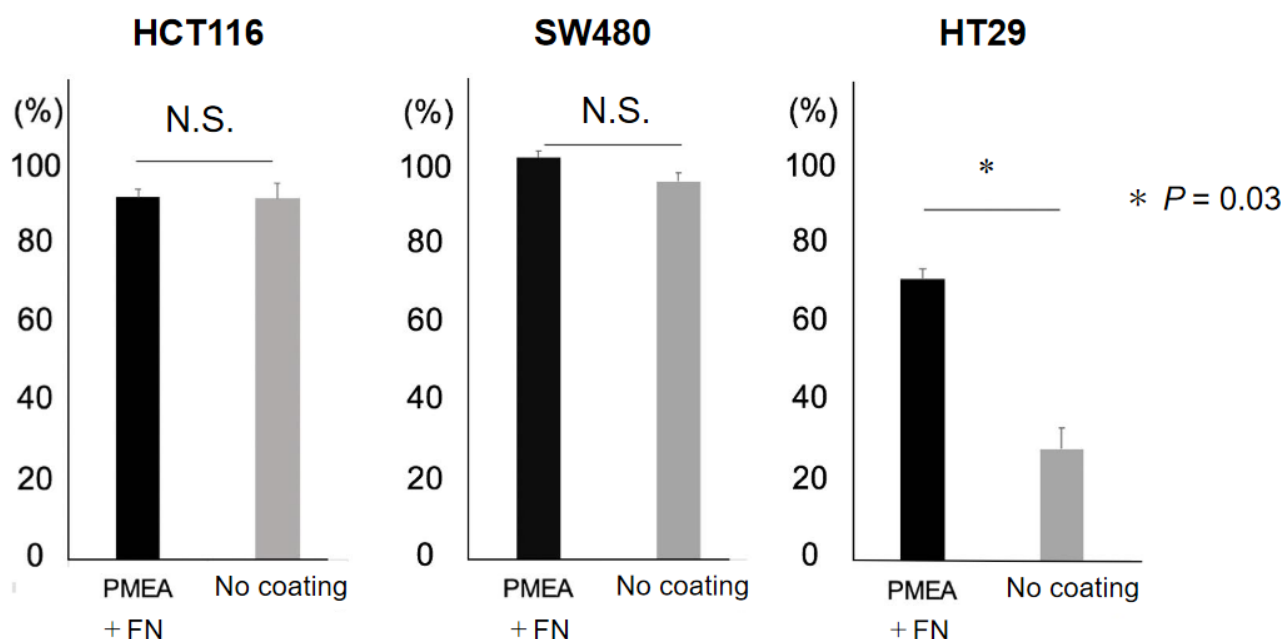 HCT116
(%)
N.S.
100
80
60
40
20
0
PMEA
+ FN
No coating
SW480
(%)
N.S.
100
80
60
40
20
0
PMEA
+ FN
No coating
HT29
(%)
100
80
60
40
20
0
*
* P = 0.03
PMEA
+ FN
No coating